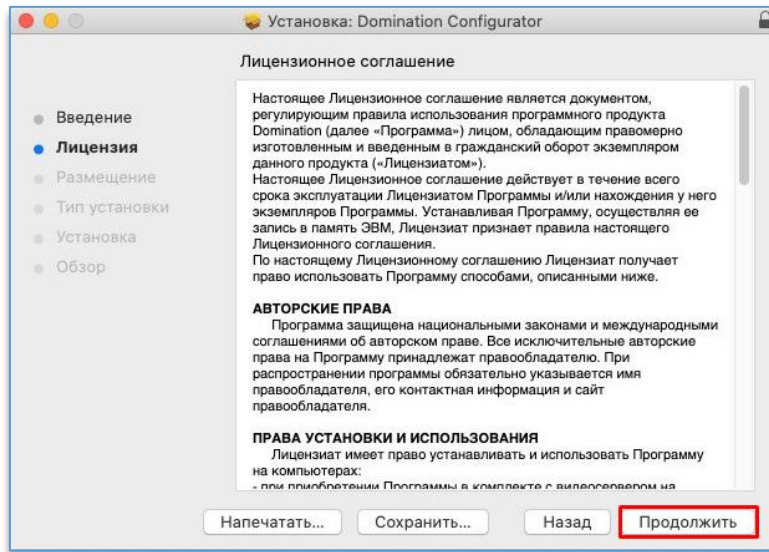 Установка: Domination Configurator
Лицензионное соглашение
Введение
Лицензия
Размещение
Тип установки
Установка
Обзор
Настоящее Лицензионное соглашение является документом,
регулирующим правила использования программного продукта
Domination (далее «Программа») лицом, обладающим правомерно
изготовленным и введенным в гражданский оборот экземпляром
данного продукта («Лицензиатом»).
Настоящее Лицензионное соглашение действует в течение всего
срока эксплуатации Лицензиатом Программы и/или нахождения у него
экземпляров Программы. Устанавливая Программу, осуществляя ее
запись в память ЭВМ, Лицензиат признает правила настоящего
Лицензионного соглашения.
По настоящему Лицензионному соглашению Лицензиат получает
право использовать Программу способами, описанными ниже.
АВТОРСКИЕ ПРАВА
Программа защищена национальными законами и международными
соглашениями об авторском праве. Все исключительные авторские
права на Программу принадлежат правообладателю. При
распространении программы обязательно указывается имя
правообладателя, его контактная информация и сайт
правообладателя.
ПРАВА УСТАНОВКИ И ИСПОЛЬЗОВАНИЯ
Лицензиат имеет право устанавливать и использовать Программу
на компьютерах:
- при приобретении Программы в комплекте с видеосервером на
Напечатать...
Сохранить...
Назад
Продолжить